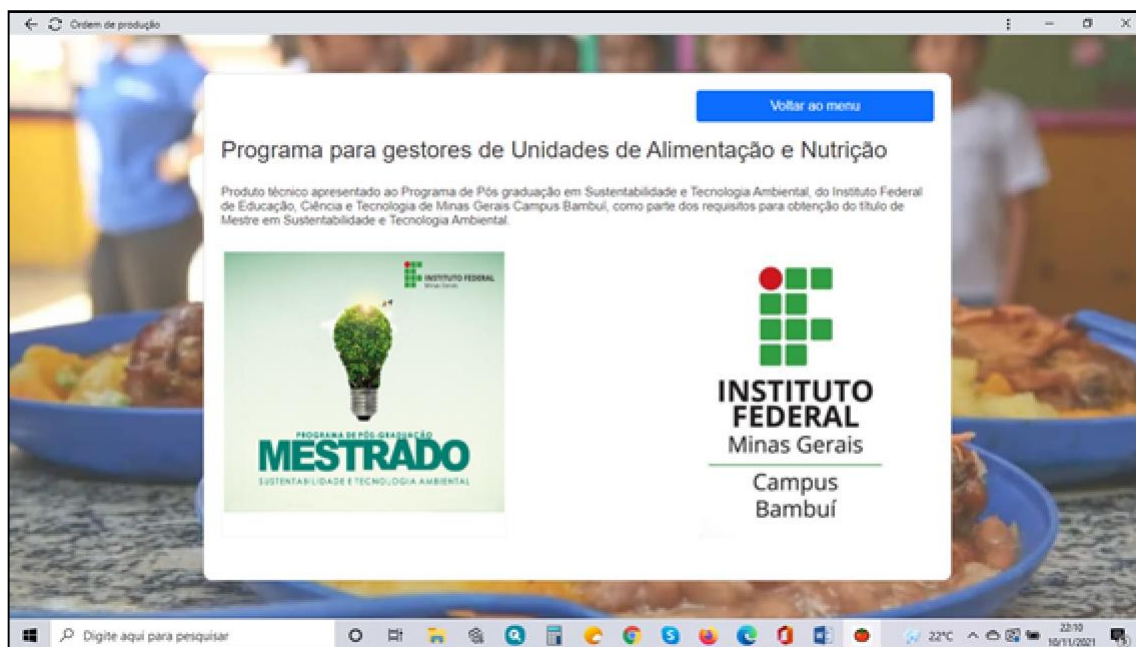 Ordem de produção
Voltar ao menu
Programa para gestores de Unidades de Alimentação e Nutrição
Produto técnico apresentado ao Programa de Pós graduação em Sustentabilidade e Tecnologia Ambiental, do Instituto Federal
de Educação, Ciência e Tecnologia de Minas Gerais Campus Bambuí, como parte dos requisitos para obtenção do título de
Mestre em Sustentabilidade e Tecnologia Ambiental.
INSTITUTO FEDERAL
Minas Gerais
PROGRAMA DE PÓS-GRADUAÇÃO
MESTRADO
SUSTENTABILIDADE E TECNOLOGIA AMBIENTAL
INSTITUTO
FEDERAL
Minas Gerais
Campus
Bambuí
Digite aqui para pesquisar
22°C
22:10
10/11/2021